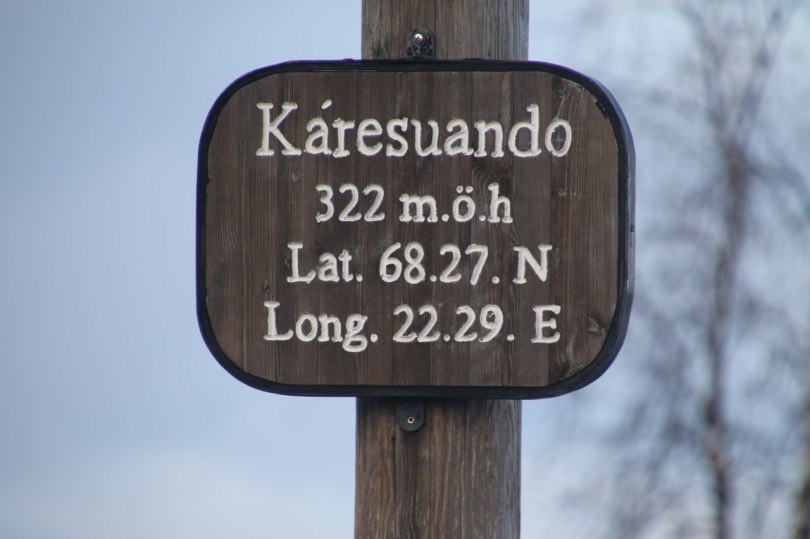 Káresuando
322 m.ö.h
Lat. 68.27. N
Long. 22.29. E